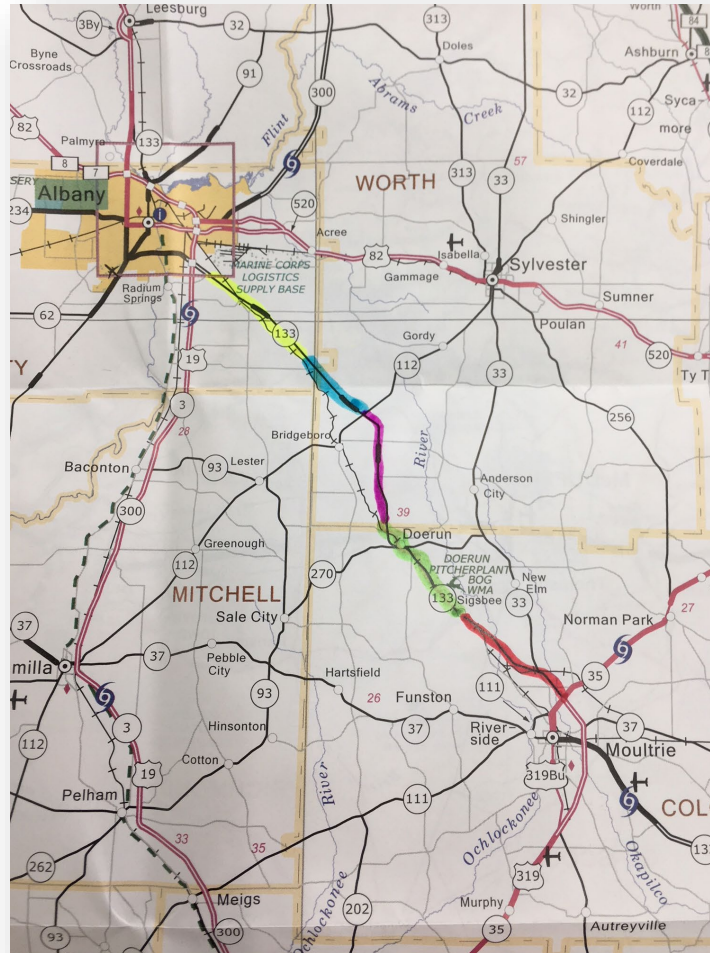 Leesburg
3By
32
313
Doles
Worth
84
Ashburn
Byne
Crossroads
91
300
Abrams
Creek
32
112
Syca-
more
82
Palmyra
133
Flint
8
7
WORTH
313
33
57
Coverdale
Albany
234
i
520
Acree
Shingler
82
Isabella
Gammage
Sylvester
MARINE CORPS
LOGISTICS
SUPPLY BASE
Radium
Springs
Sumner
Poulan
41
520
Ty T
62
133
Gordy
112
33
TY
19
3
28
256
Bridgeboro
River
Baconton
93
Lester
Anderson
City
300
39
Greenough
112
Doerun
270
DOERUN
PITCHERPLANT
BOG
WMA
MITCHELL
133
Sigsbee
New
Elm
33
Sale City
Norman Park
27
37
milla
37
Pebble
City
35
93
Hartsfield
26
Funston
111
River-
side
37
37
Moultrie
3
112
Hinsonton
Cotton
19
319Bu
Pelham
River
111
Ochlockonee
COL
133
33
35
262
319
Okapilco
Ochlockonee
Meigs
202
Murphy
35
Autreyville
93
300